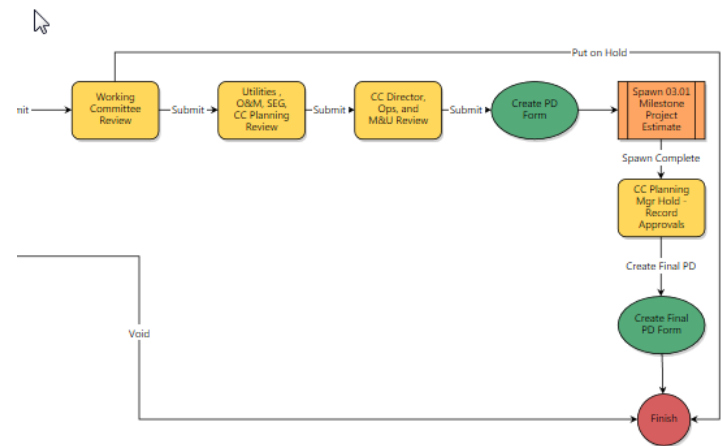 Put on Hold
mit
Working
Committee
Review
Submit
Utilities ,
O&M, SEG,
CC Planning
Review
Submit
CC Director,
Ops, and
M&U Review
Submit
Create PD
Form
Spawn 03.01
Milestone
Project
Estimate
Spawn Complete
CC Planning
Mgr Hold -
Record
Approvals
Create Final PD
Create Final
PD Form
Void
Finish